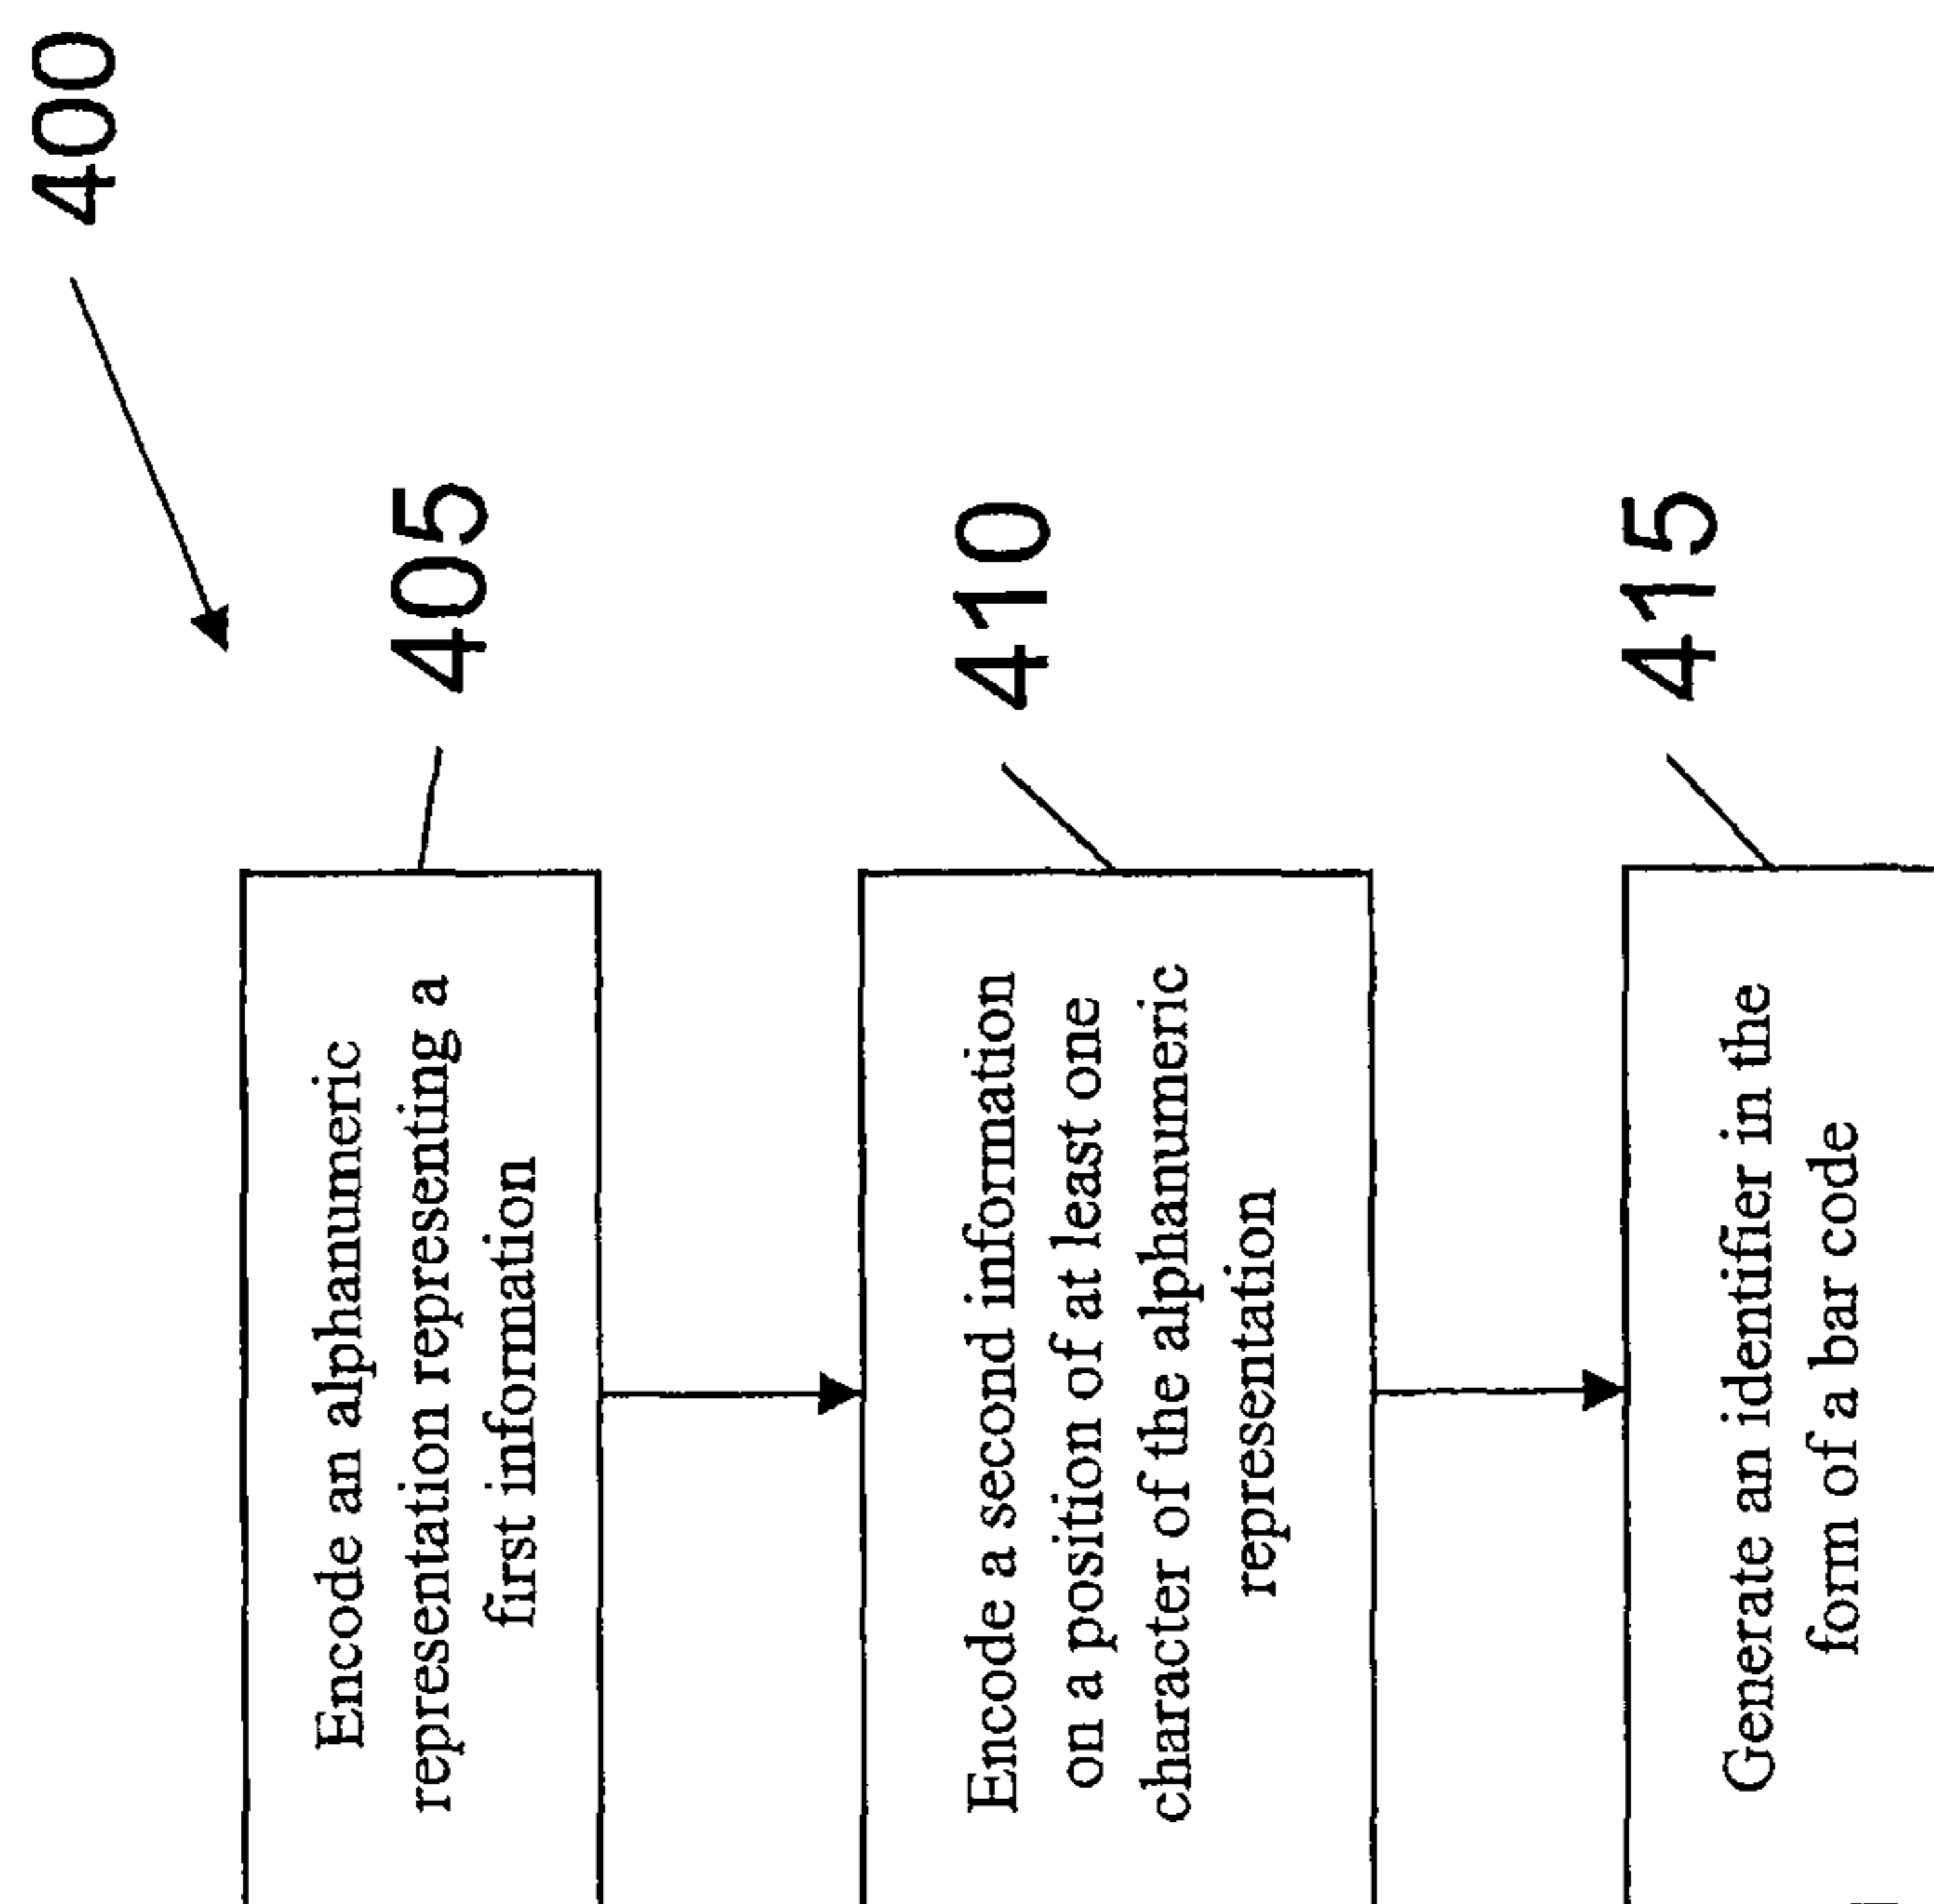 400
405
Encode an alphanumeric
representation representing a
first information
410
Encode a second information
on a position of at least one
character of the alphanumeric
representation
415
Generate an identifier in the
form of a bar code